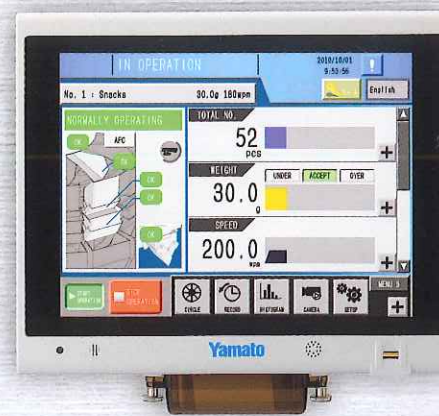 IN OPERATION
2010/10/01
9:53-56
No. 1 : Snacks
30.0g 180wpm
English
NORMALLY OPERATING
TOTAL NO.
OK
AFC
OK
52
pcs
OK
WEIGHT
UNDER ACCEPT OVER
OK
30.0
g
SPEED
OK
200.0
wpm
MENU
START
OPERATION
STOP
OPERATION
CIRCLE
RECORD
HISTOGRAM
CAMERA
SETUP
Yamato